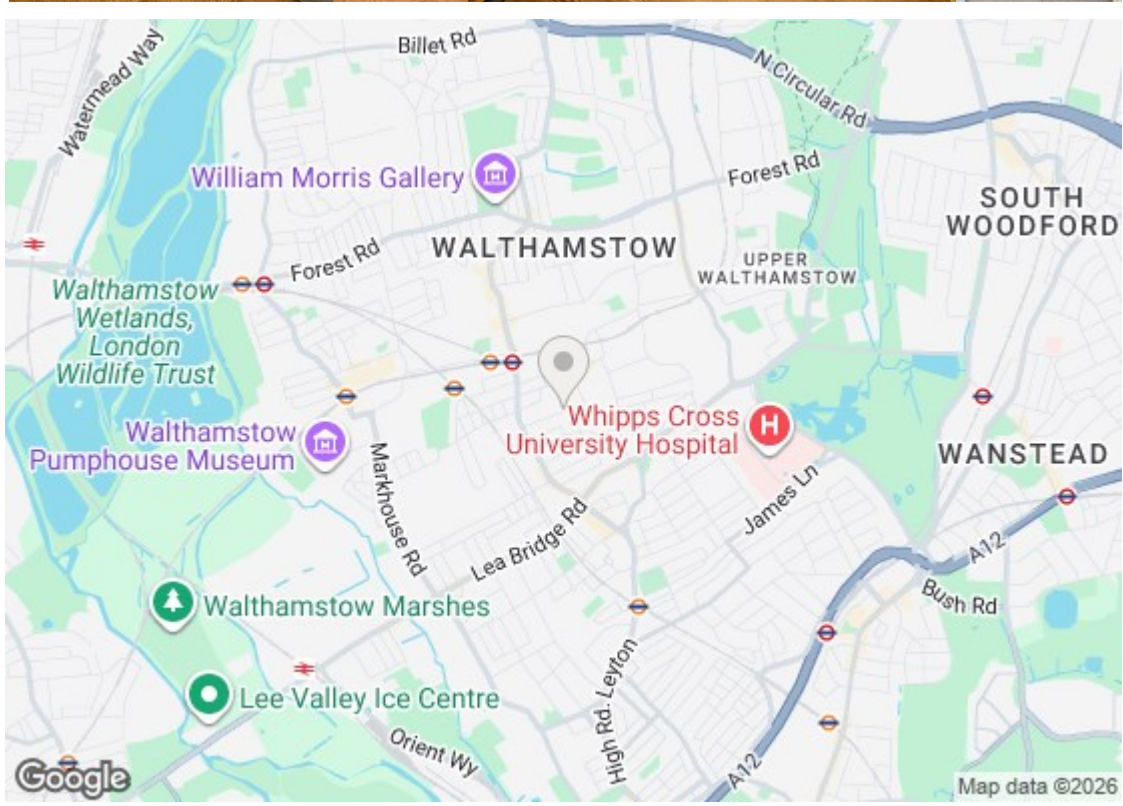 Billet Rd
Watermead Way
N Circular Rd
William Morris Gallery
Forest Rd
SOUTH
WOODFORD
WALTHAMSTOW
UPPER
WALTHAMSTOW
Forest Rd
Walthamstow
Wetlands,
London
Wildlife Trust
Whipps Cross
University Hospital
H
Walthamstow
Pumphouse Museum
WANSTEAD
Markhouse Rd
James Ln
Lea Bridge Rd
A12
Bush Rd
Walthamstow Marshes
Lee Valley Ice Centre
High Rd. Leyton
Orient Wy
A12
Google
Map data ©2026